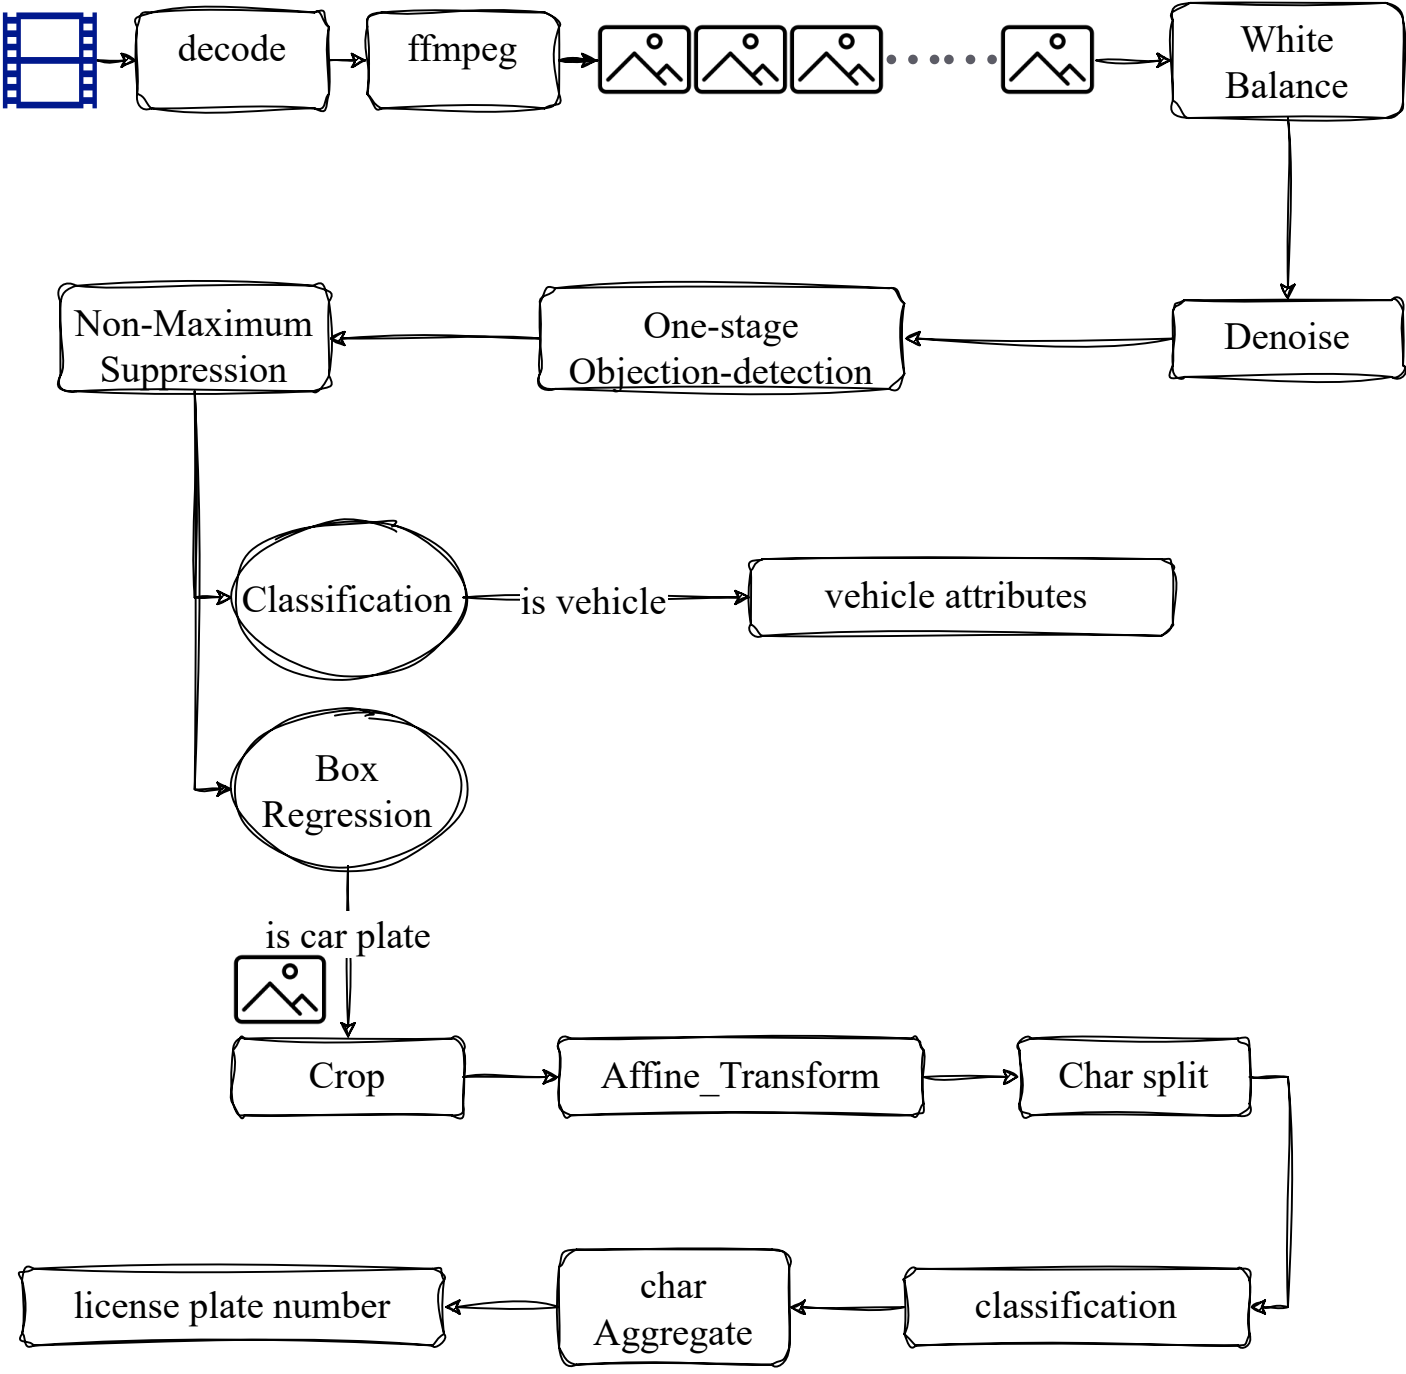 decode
ffmpeg
White
Balance
Non-Maximum
Suppression
One-stage
Objection-detection
Denoise
Classification
is vehicle
vehicle attributes
Box
Regression
is car plate
Crop
Affine_Transform
Char split
license plate number
char
Aggregate
classification